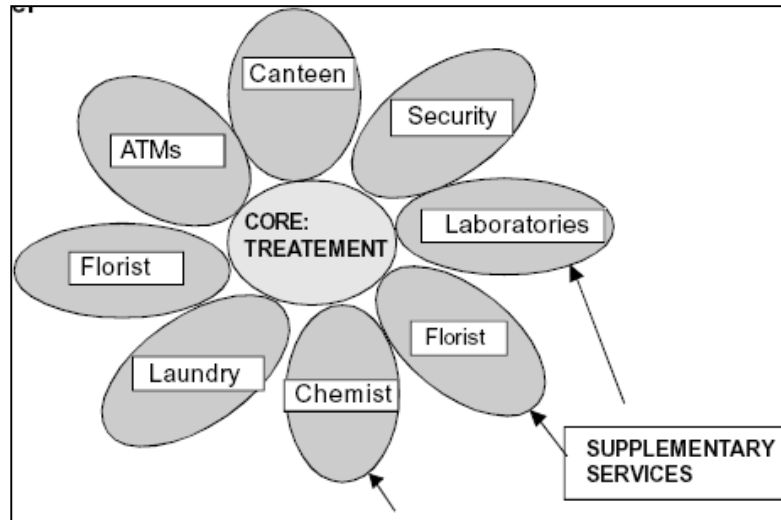 Canteen
Security
ATMs
CORE:
TREATEMENT
Laboratories
Florist
Florist
Laundry
Chemist
SUPPLEMENTARY
SERVICES